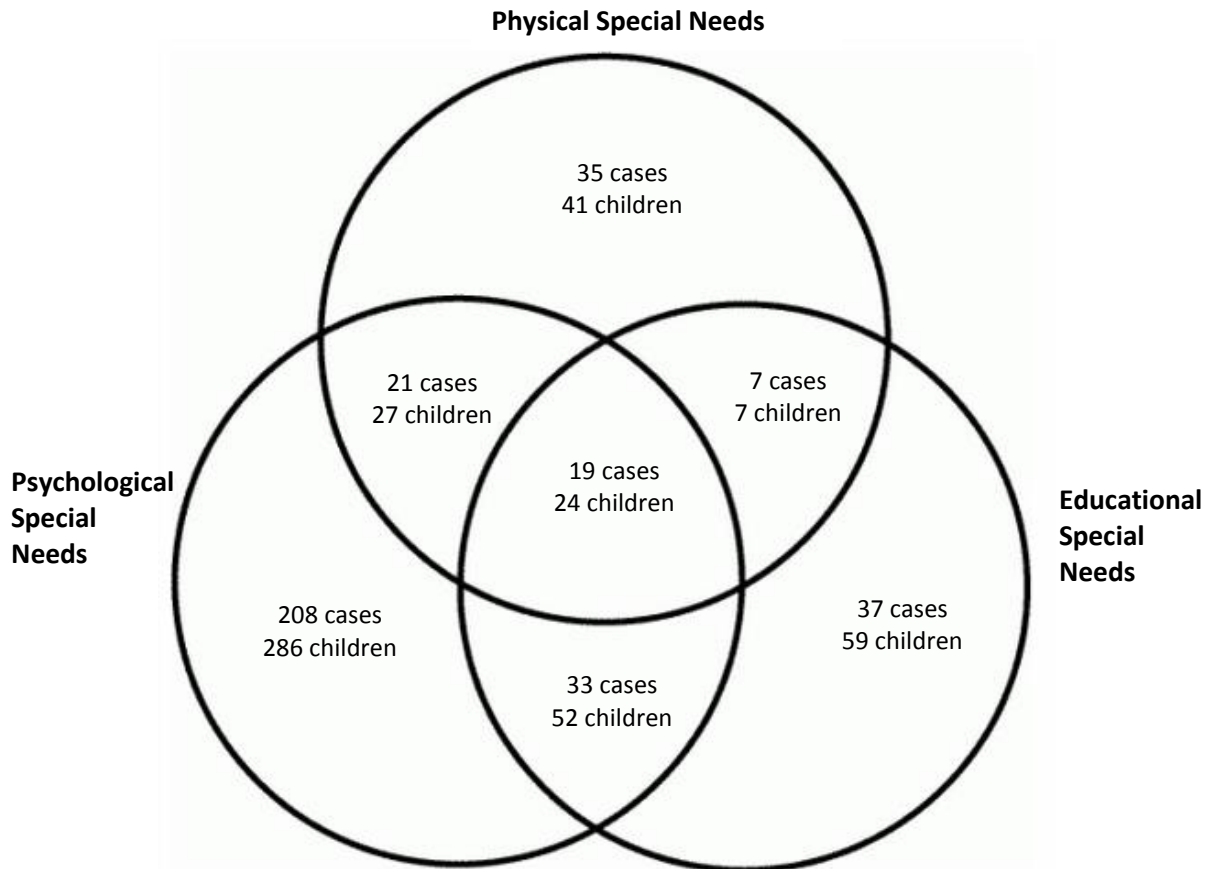 Physical Special Needs
35 cases
41 children
21 cases
27 children
7 cases
7 children
19 cases
24 children
Psychological
Special
Needs
Educational
Special
Needs
208 cases
286 children
37 cases
59 children
33 cases
52 children